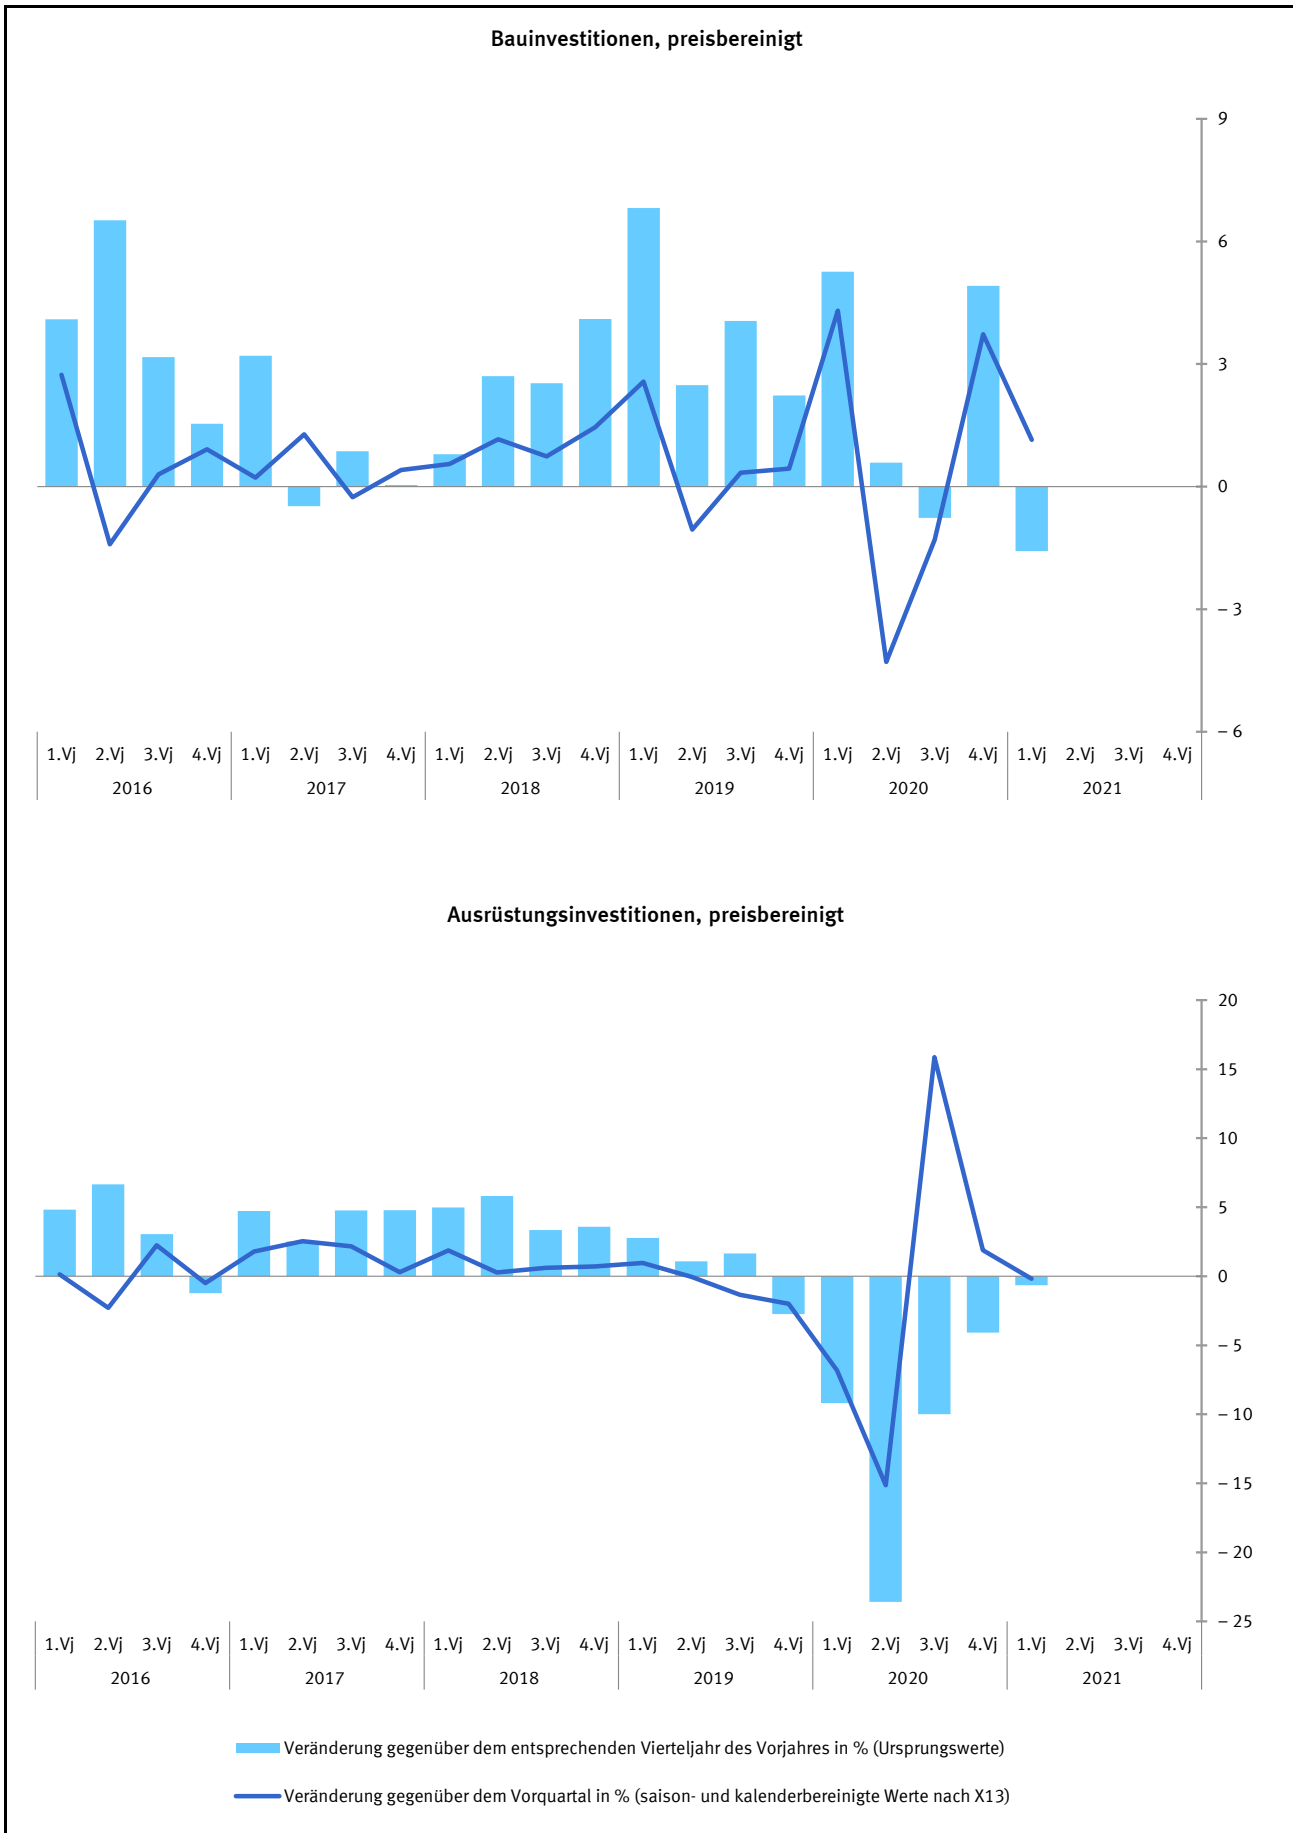 Bauinvestitionen, preisbereinigt
9
6
3
0
– 3
– 6
1.Vj 2.Vj 3.Vj 4.Vj 1.Vj 2.Vj 3.Vj 4.Vj 1.Vj 2.Vj 3.Vj 4.Vj 1.Vj 2.Vj 3.Vj 4.Vj 1.Vj 2.Vj 3.Vj 4.Vj 1.Vj 2.Vj 3.Vj 4.Vj
2016 2017 2018 2019 2020 2021
Ausrüstungsinvestitionen, preisbereinigt
20
15
10
5
0
– 5
– 10
– 15
– 20
– 25
1.Vj 2.Vj 3.Vj 4.Vj 1.Vj 2.Vj 3.Vj 4.Vj 1.Vj 2.Vj 3.Vj 4.Vj 1.Vj 2.Vj 3.Vj 4.Vj 1.Vj 2.Vj 3.Vj 4.Vj 1.Vj 2.Vj 3.Vj 4.Vj
2016 2017 2018 2019 2020 2021
Veränderung gegenüber dem entsprechenden Vierteljahr des Vorjahres in % (Ursprungswerte)
Veränderung gegenüber dem Vorquartal in % (saison- und kalenderbereinigte Werte nach X13)